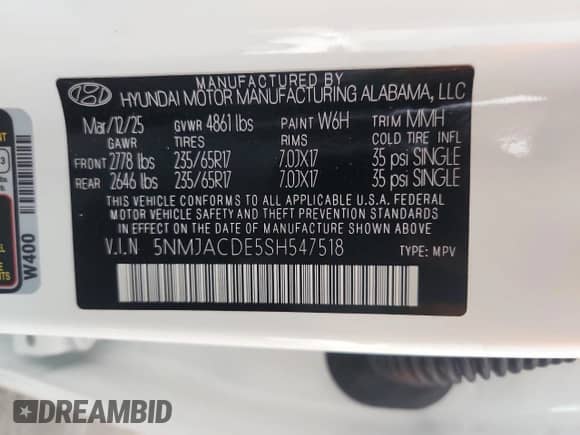 MANUFACTURED BY
HYUNDAI MOTOR MANUFACTURING ALABAMA, LLC
Mar/12/25 GVWR 4861 lbs PAINT W6H TRIM MMH
GAWR TIRES RIMS COLD TIRE INFL
FRONT 2778 lbs 235/65R17 7.0JX17 35 psi SINGLE
REAR 2646 lbs 235/65R17 7.0JX17 35 psi SINGLE
THIS VEHICLE CONFORMS TO ALL APPLICABLE U.S.A. FEDERAL
MOTOR VEHICLE SAFETY AND THEFT PREVENTION STANDARDS
IN EFFECT ON THE DATE OF MANUFACTURE SHOWN ABOVE.
V.I.N 5NMJACDE5SH547518 TYPE: MPV
W400
DREAMBID